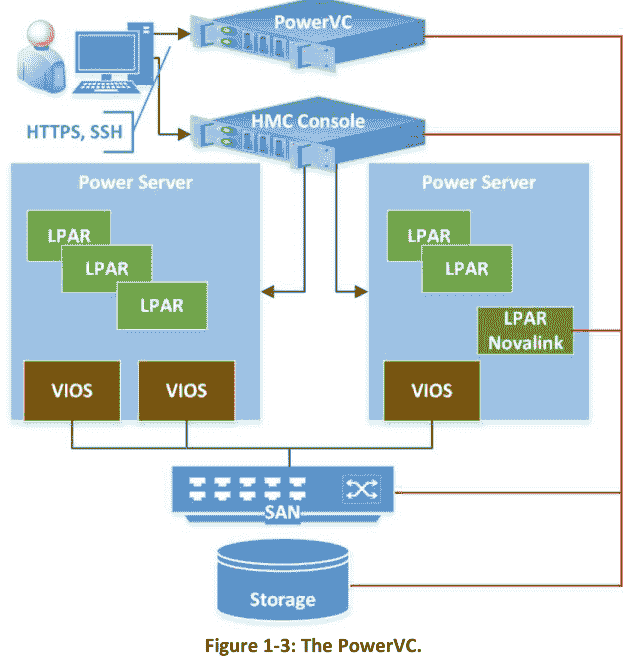 PowerVC
HTTPS, SSH
HMC Console
Power Server
LPAR
LPAR
LPAR
VIOS
VIOS
Power Server
LPAR
LPAR
LPAR
Novalink
VIOS
SAN
Storage
Figure 1-3: The PowerVC.